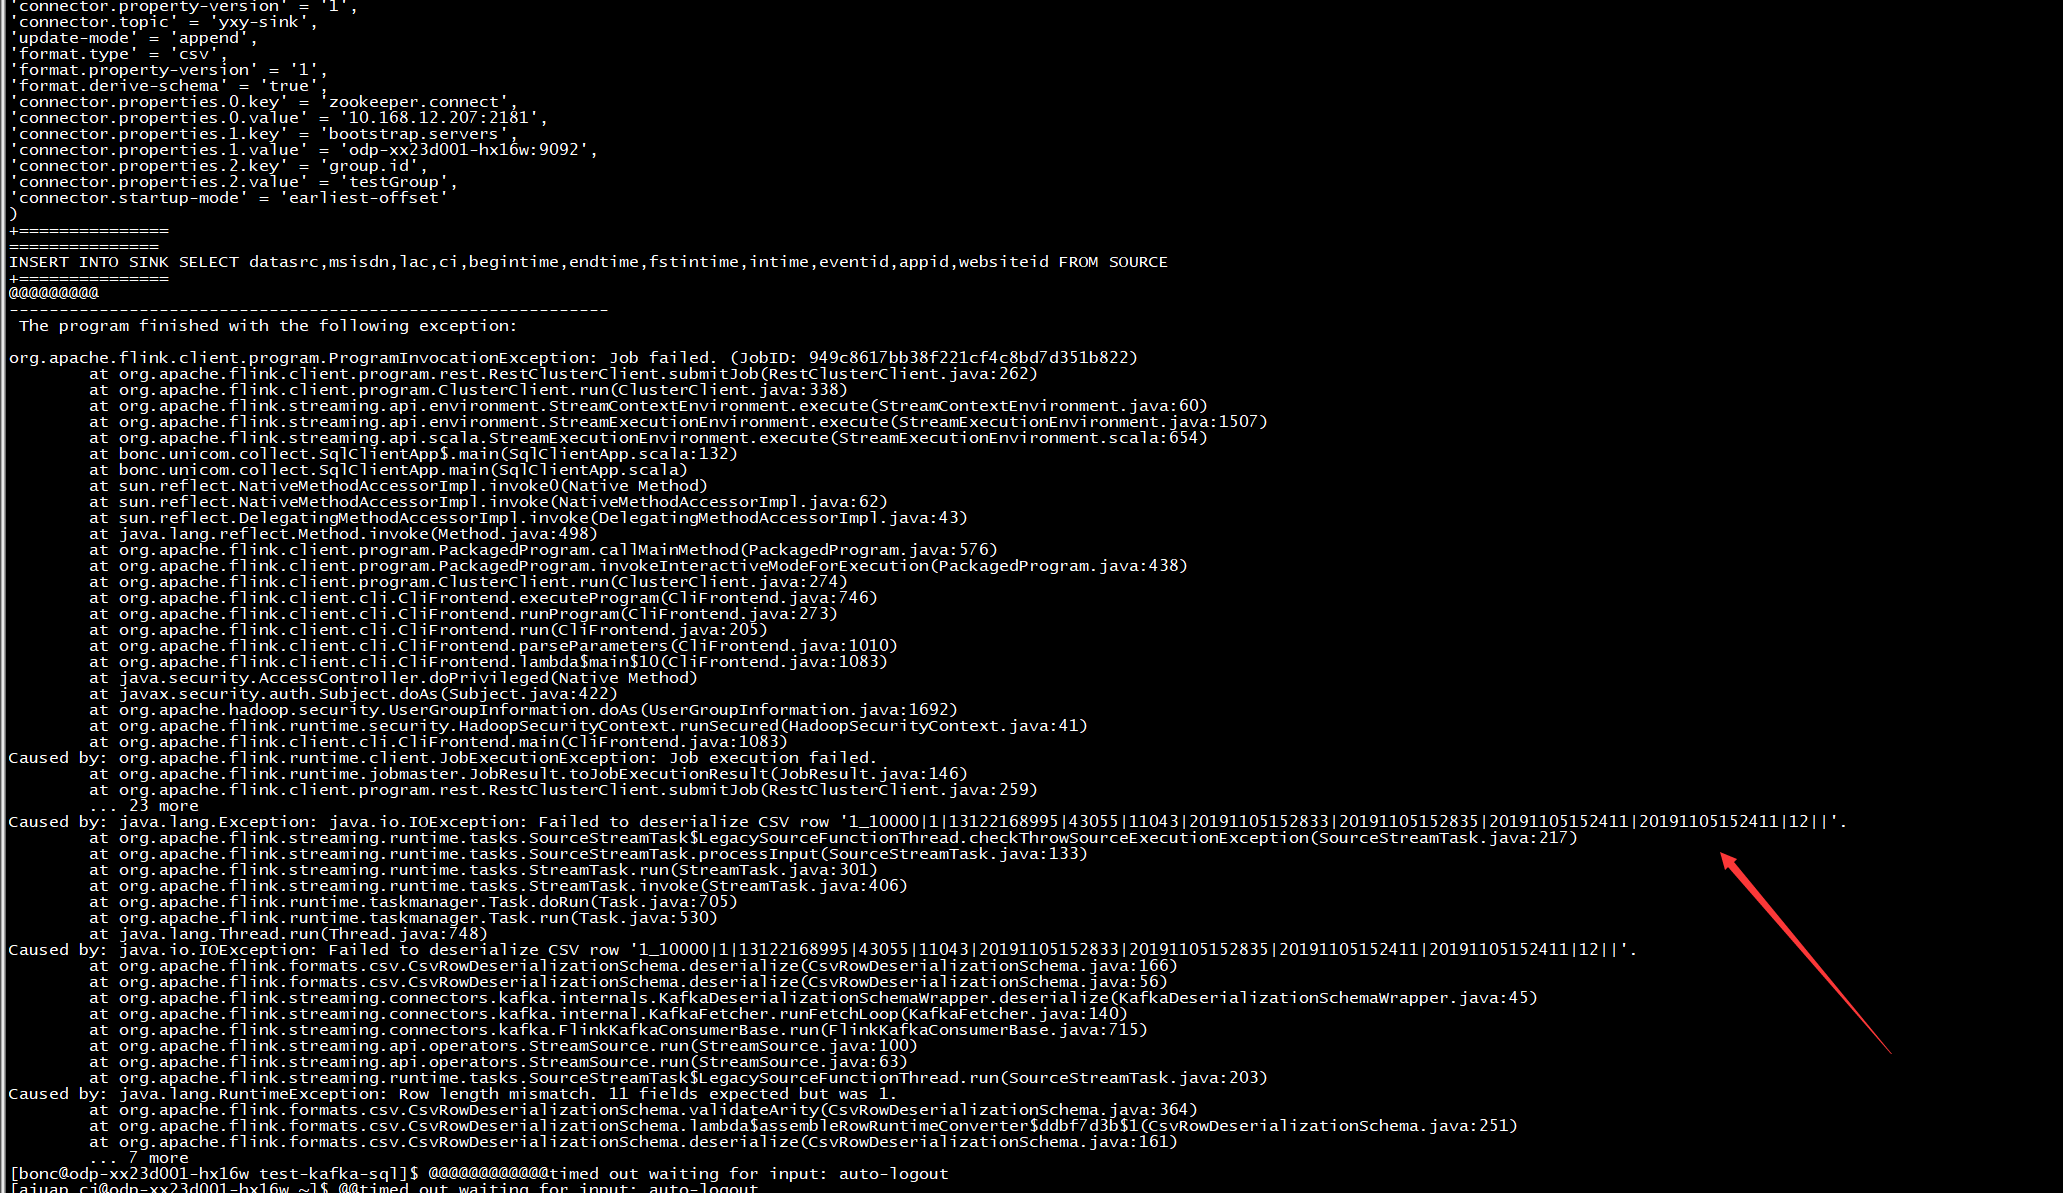 'connector.property-version' = '1',
'connector.topic' = 'yxy-sink',
'update-mode' = 'append',
'format.type' = 'csv',
'format.property-version' = '1',
'format.derive-schema' = 'true',
'connector.properties.0.key' = 'zookeeper.connect',
'connector.properties.0.value' = '10.168.12.207:2181',
'connector.properties.1.key' = 'bootstrap.servers',
'connector.properties.1.value' = 'odp-xx23d001-hx16w:9092',
'connector.properties.2.key' = 'group.id',
'connector.properties.2.value' = 'testGroup',
'connector.startup-mode' = 'earliest-offset'
)
+===============
===============
INSERT INTO SINK SELECT datasrc,msisdn,lac,ci,begintime,endtime,fstintime,intime,eventid,appid,websiteid FROM SOURCE
+===============
@@@@@@@@@
------------------------------------------------------------
The program finished with the following exception:
org.apache.flink.client.program.ProgramInvocationException: Job failed. (JobID: 949c8617bb38f221cf4c8bd7d351b822)
at org.apache.flink.client.program.rest.RestClusterClient.submitJob(RestClusterClient.java:262)
at org.apache.flink.client.program.ClusterClient.run(ClusterClient.java:338)
at org.apache.flink.streaming.api.environment.StreamContextEnvironment.execute(StreamContextEnvironment.java:60)
at org.apache.flink.streaming.api.environment.StreamExecutionEnvironment.execute(StreamExecutionEnvironment.java:1507)
at org.apache.flink.streaming.api.scala.StreamExecutionEnvironment.execute(StreamExecutionEnvironment.scala:654)
at bonc.unicom.collect.SqlClientApp$.main(SqlClientApp.scala:132)
at bonc.unicom.collect.SqlClientApp.main(SqlClientApp.scala)
at sun.reflect.NativeMethodAccessorImpl.invoke0(Native Method)
at sun.reflect.NativeMethodAccessorImpl.invoke(NativeMethodAccessorImpl.java:62)
at sun.reflect.DelegatingMethodAccessorImpl.invoke(DelegatingMethodAccessorImpl.java:43)
at java.lang.reflect.Method.invoke(Method.java:498)
at org.apache.flink.client.program.PackagedProgram.callMainMethod(PackagedProgram.java:576)
at org.apache.flink.client.program.PackagedProgram.invokeInteractiveModeForExecution(PackagedProgram.java:438)
at org.apache.flink.client.program.ClusterClient.run(ClusterClient.java:274)
at org.apache.flink.client.cli.CliFrontend.executeProgram(CliFrontend.java:746)
at org.apache.flink.client.cli.CliFrontend.runProgram(CliFrontend.java:273)
at org.apache.flink.client.cli.CliFrontend.run(CliFrontend.java:205)
at org.apache.flink.client.cli.CliFrontend.parseParameters(CliFrontend.java:1010)
at org.apache.flink.client.cli.CliFrontend.lambda$main$10(CliFrontend.java:1083)
at java.security.AccessController.doPrivileged(Native Method)
at javax.security.auth.Subject.doAs(Subject.java:422)
at org.apache.hadoop.security.UserGroupInformation.doAs(UserGroupInformation.java:1692)
at org.apache.flink.runtime.security.HadoopSecurityContext.runSecured(HadoopSecurityContext.java:41)
at org.apache.flink.client.cli.CliFrontend.main(CliFrontend.java:1083)
Caused by: org.apache.flink.runtime.client.JobExecutionException: Job execution failed.
at org.apache.flink.runtime.jobmaster.JobResult.toJobExecutionResult(JobResult.java:146)
at org.apache.flink.client.program.rest.RestClusterClient.submitJob(RestClusterClient.java:259)
... 23 more
Caused by: java.lang.Exception: java.io.IOException: Failed to deserialize CSV row '1_10000|1|13122168995|43055|11043|20191105152833|20191105152835|20191105152411|20191105152411|12||'.
at org.apache.flink.streaming.runtime.tasks.SourceStreamTask$LegacySourceFunctionThread.checkThrowSourceExecutionException(SourceStreamTask.java:217)
at org.apache.flink.streaming.runtime.tasks.SourceStreamTask.processInput(SourceStreamTask.java:133)
at org.apache.flink.streaming.runtime.tasks.StreamTask.run(StreamTask.java:301)
at org.apache.flink.streaming.runtime.tasks.StreamTask.invoke(StreamTask.java:406)
at org.apache.flink.runtime.taskmanager.Task.doRun(Task.java:705)
at org.apache.flink.runtime.taskmanager.Task.run(Task.java:530)
at java.lang.Thread.run(Thread.java:748)
Caused by: java.io.IOException: Failed to deserialize CSV row '1_10000|1|13122168995|43055|11043|20191105152833|20191105152835|20191105152411|20191105152411|12||'.
at org.apache.flink.formats.csv.CsvRowDeserializationSchema.deserialize(CsvRowDeserializationSchema.java:166)
at org.apache.flink.formats.csv.CsvRowDeserializationSchema.deserialize(CsvRowDeserializationSchema.java:56)
at org.apache.flink.streaming.connectors.kafka.internals.KafkaDeserializationSchemaWrapper.deserialize(KafkaDeserializationSchemaWrapper.java:45)
at org.apache.flink.streaming.connectors.kafka.internal.KafkaFetcher.runFetchLoop(KafkaFetcher.java:140)
at org.apache.flink.streaming.connectors.kafka.FlinkKafkaConsumerBase.run(FlinkKafkaConsumerBase.java:715)
at org.apache.flink.streaming.api.operators.StreamSource.run(StreamSource.java:100)
at org.apache.flink.streaming.api.operators.StreamSource.run(StreamSource.java:63)
at org.apache.flink.streaming.runtime.tasks.SourceStreamTask$LegacySourceFunctionThread.run(SourceStreamTask.java:203)
Caused by: java.lang.RuntimeException: Row length mismatch. 11 fields expected but was 1.
at org.apache.flink.formats.csv.CsvRowDeserializationSchema.validateArity(CsvRowDeserializationSchema.java:364)
at org.apache.flink.formats.csv.CsvRowDeserializationSchema.lambda$assembleRowRuntimeConverter$ddbf7d3b$1(CsvRowDeserializationSchema.java:251)
at org.apache.flink.formats.csv.CsvRowDeserializationSchema.deserialize(CsvRowDeserializationSchema.java:161)
... 7 more
[bonc@odp-xx23d001-hx16w test-kafka-sql]$ @@@@@@@@@@@@timed out waiting for input: auto-logout
[aiuap_cj@odp-xx23d001-hx16w ~]$ @@timed out waiting for input: auto-logout